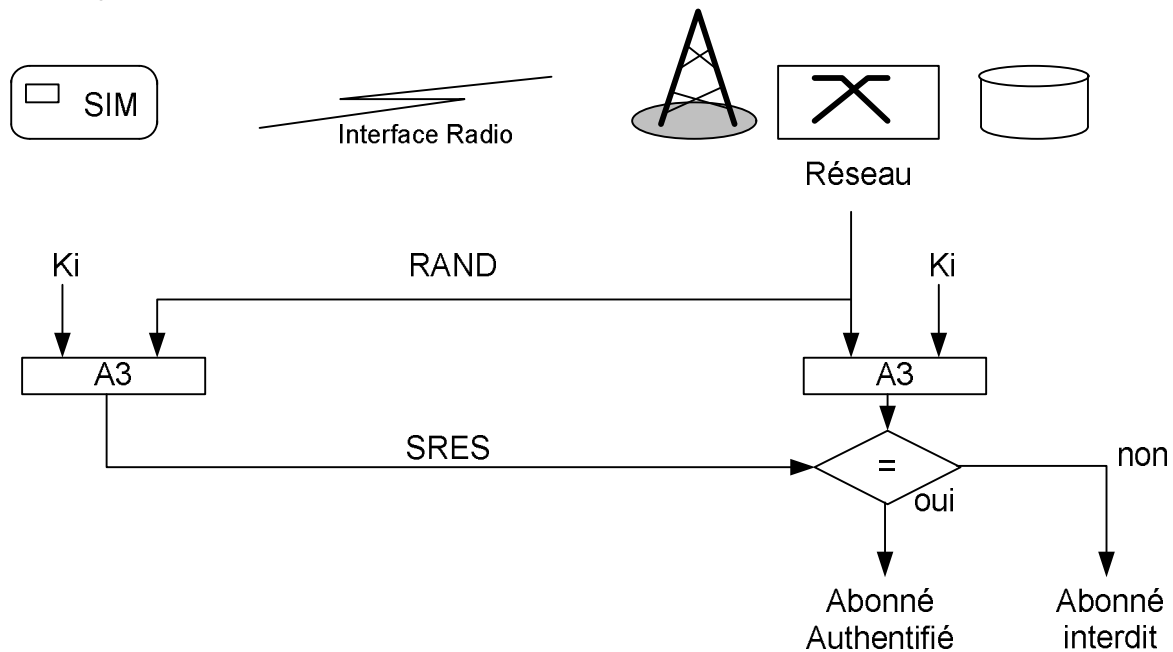 SIM
Interface Radio
Réseau
Ki
RAND
Ki
A3
A3
SRES
=
non
oui
Abonné
Authentifié
Abonné
interdit